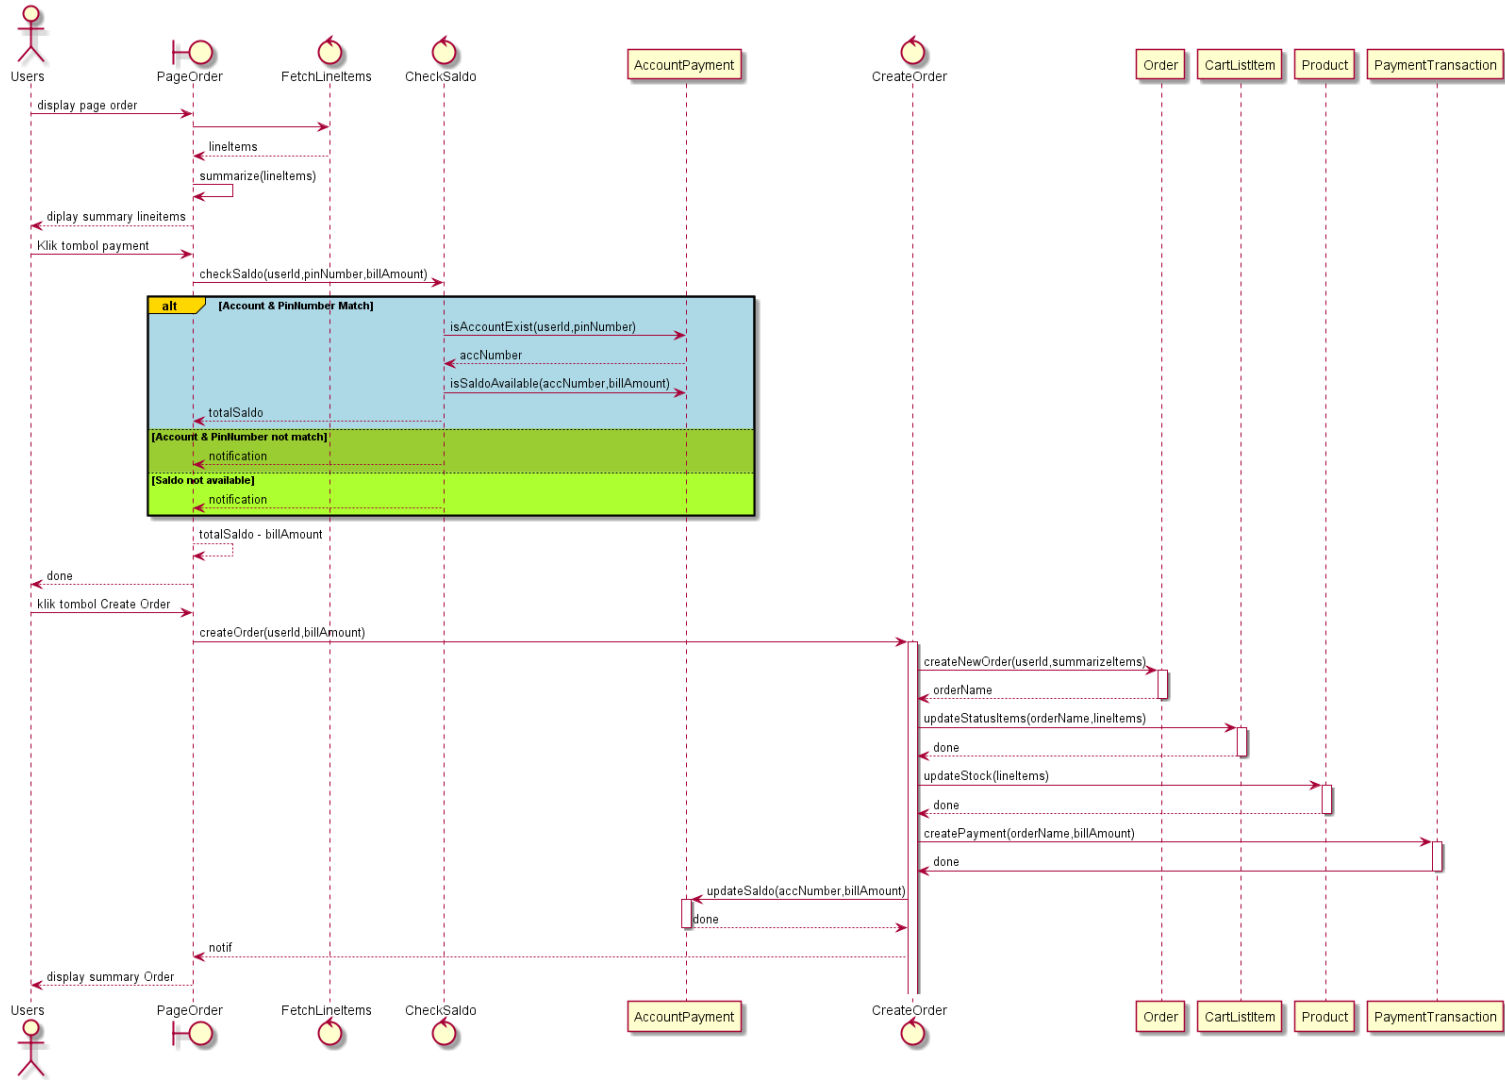 Users
PageOrder
FetchLineItems
CheckSaldo
AccountPayment
CreateOrder
Order
CartListItem
Product
PaymentTransaction
display page order
lineItems
summarize(lineItems)
diplay summary lineitems
Klik tombol payment
checkSaldo(userId,pinNumber,billAmount)
alt
[Account & PinNumber Match]
isAccountExist(userId,pinNumber)
accNumber
isSaldoAvailable(accNumber,billAmount)
totalSaldo
[Account & PinNumber not match]
notification
[Saldo not available]
notification
totalSaldo - billAmount
done
klik tombol Create Order
createOrder(userId,billAmount)
createNewOrder(userId,summarizeItems)
orderName
updateStatusItems(orderName,lineItems)
done
updateStock(lineItems)
done
createPayment(orderName,billAmount)
done
updateSaldo(accNumber,billAmount)
done
notif
display summary Order
Users
PageOrder
FetchLineItems
CheckSaldo
AccountPayment
CreateOrder
Order
CartListItem
Product
PaymentTransaction